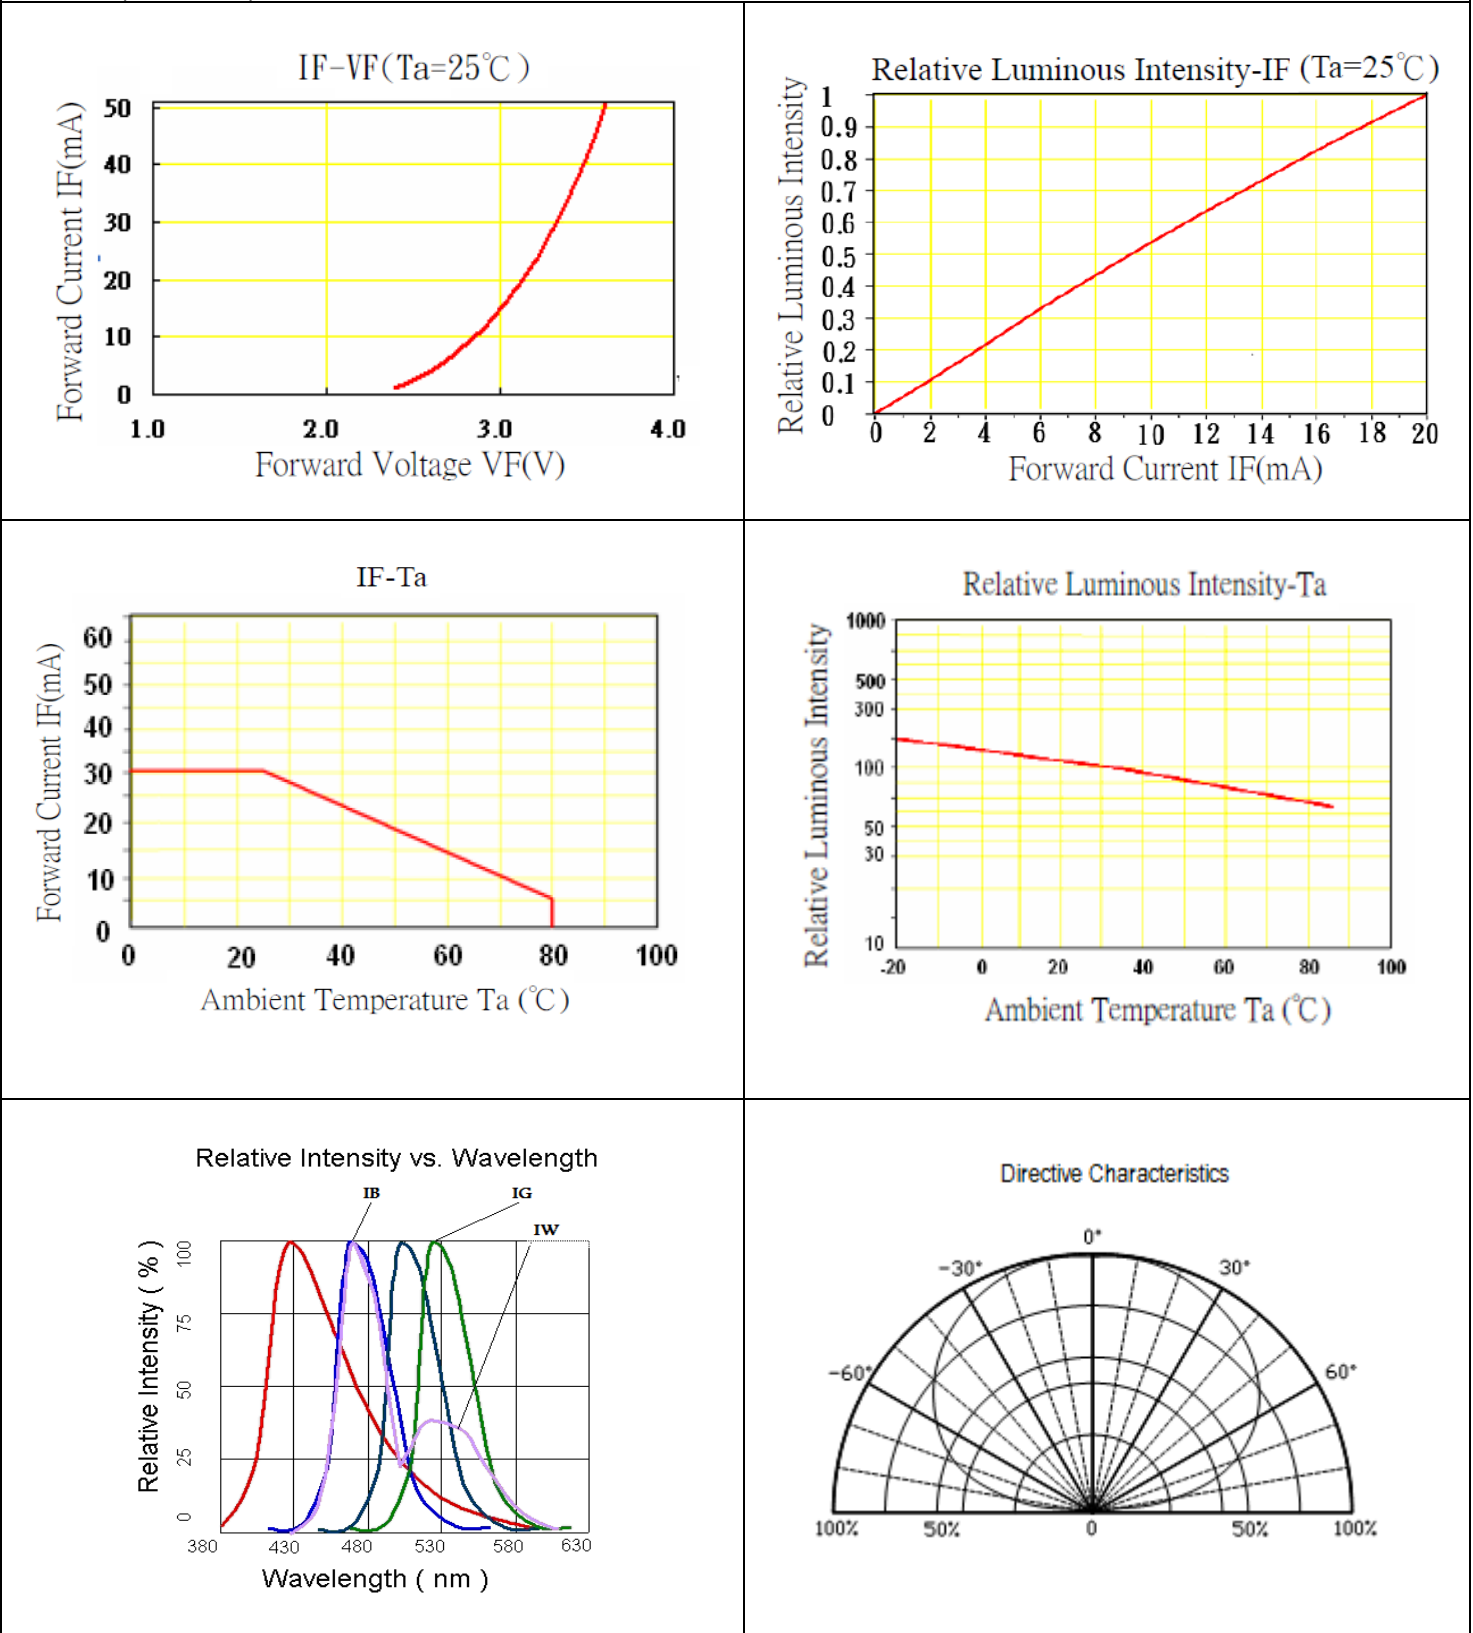 IF-VF(Ta=25℃)
Forward Current IF(mA)
50
40
30
20
10
0
1.0 2.0 3.0 4.0
Forward Voltage VF(V)
Relative Luminous Intensity-IF (Ta=25℃)
Relative Luminous Intensity
1
0.9
0.8
0.7
0.6
0.5
0.4
0.3
0.2
0.1
0
0 2 4 6 8 10 12 14 16 18 20
Forward Current IF(mA)
IF-Ta
Forward Current IF(mA)
60
50
40
30
20
10
0
0 20 40 60 80 100
Ambient Temperature Ta (℃)
Relative Luminous Intensity-Ta
Relative Luminous Intensity
1000
500
300
100
50
30
10
-20 0 20 40 60 80 100
Ambient Temperature Ta (℃)
Relative Intensity vs. Wavelength
IB IG
IW
Relative Intensity ( % )
100
75
50
25
0
380 430 480 530 580 630
Wavelength ( nm )
Directive Characteristics
0°
-30° 30°
-60° 60°
100% 50% 0 50% 100%